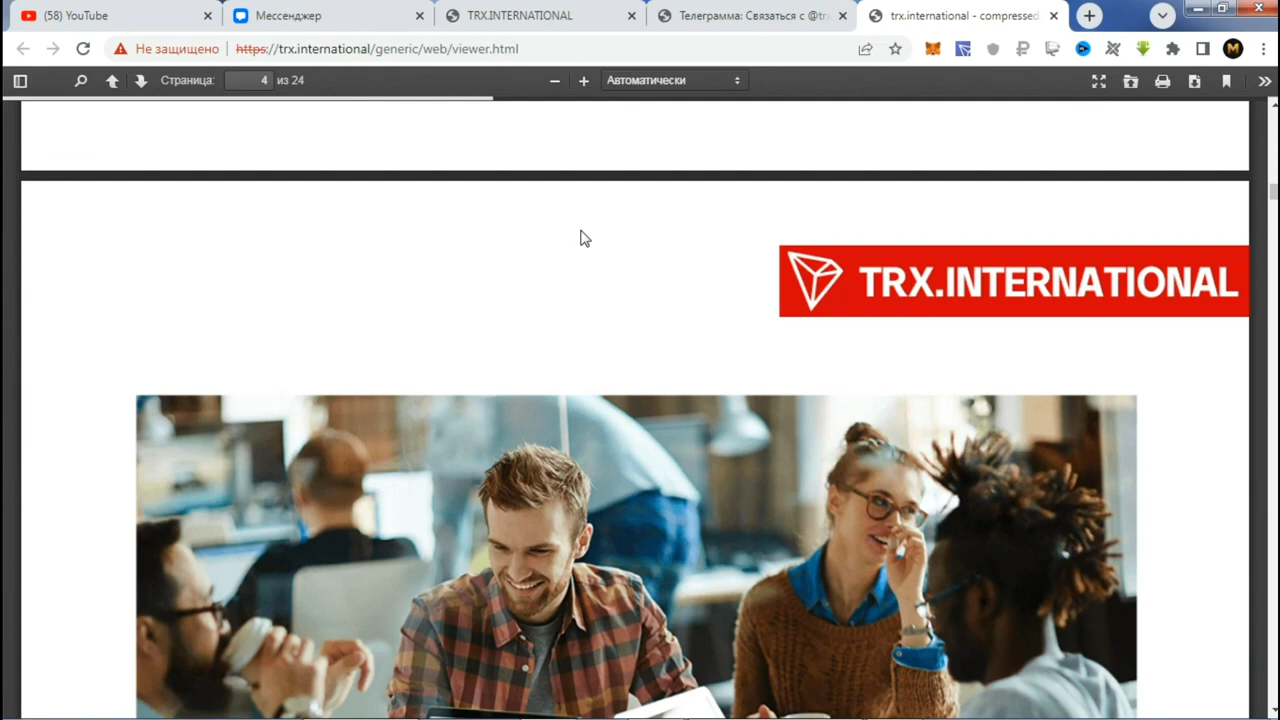 (58) YouTube
Мессенджер
TRX.INTERNATIONAL
Телеграмма: Связаться с @tro
trx.international - compressed.
Не защищено
https://trx.international/generic/web/viewer.html
Страница: 4 из 24
Автоматически
TRX.INTERNATIONAL